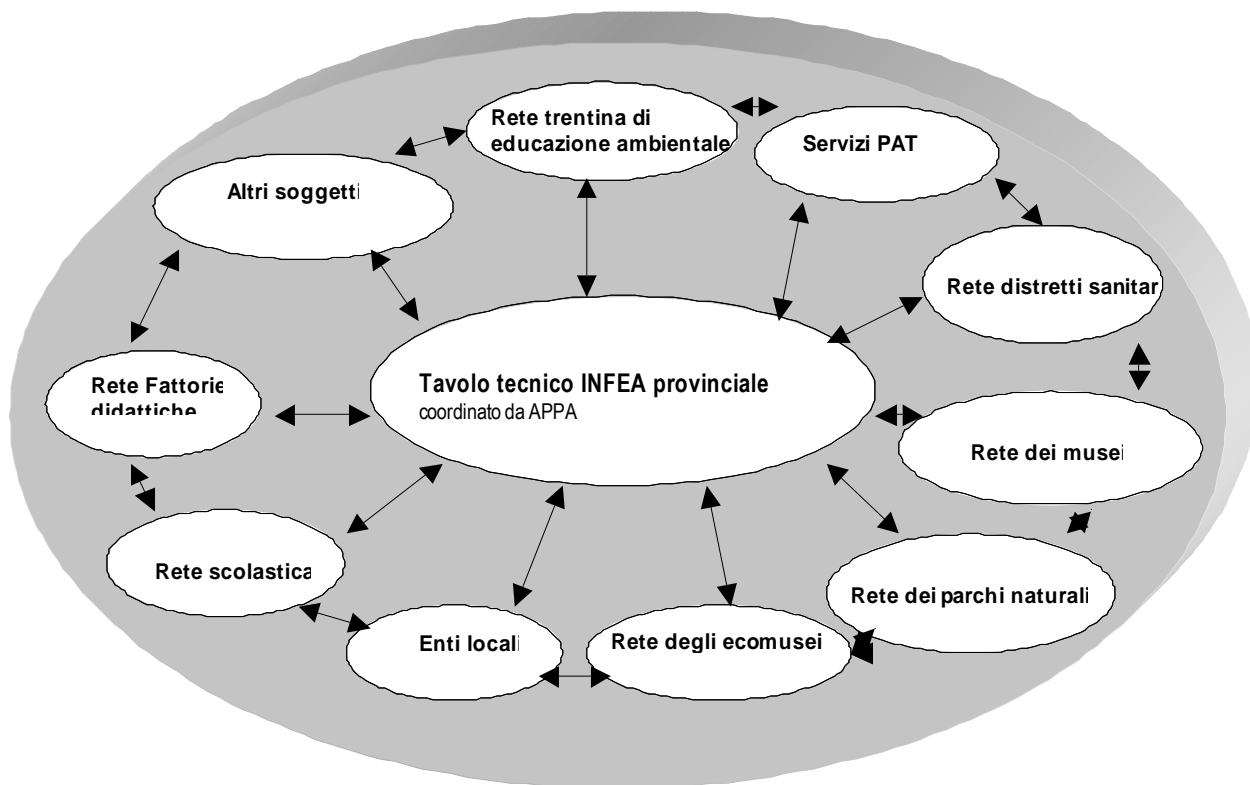 Rete trentina di
educazione ambientale
Servizi PAT
Altri soggetti
Rete distretti sanitar
Tavolo tecnico INFEA provinciale
coordinato da APPA
Rete Fattorie
didattiche
Rete dei musei
Rete scolastica
Rete dei parchi naturali
Enti locali
Rete degli ecomusei